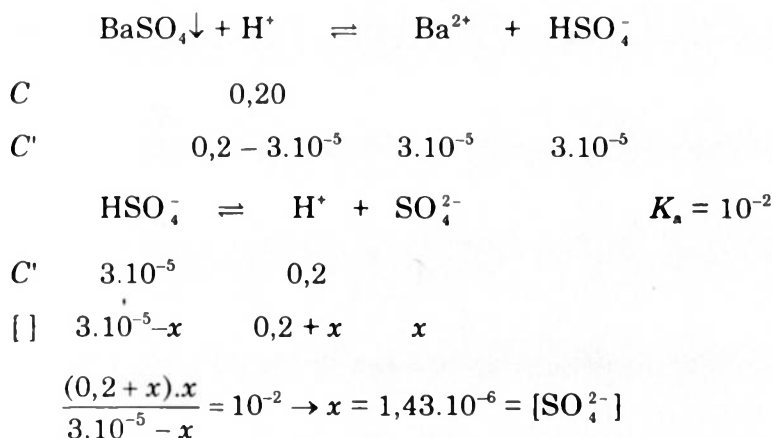 BaSO₄↓ + H⁺ ⇌ Ba²⁺ + HSO₄⁻
C 0,20
C' 0,2 – 3.10⁻⁵ 3.10⁻⁵ 3.10⁻⁵
HSO₄⁻ ⇌ H⁺ + SO₄²⁻ Kₐ = 10⁻²
C' 3.10⁻⁵ 0,2
[ ] 3.10⁻⁵–x 0,2 + x x
(0,2 + x).x / 3.10⁻⁵ – x = 10⁻² → x = 1,43.10⁻⁶ = [SO₄²⁻]